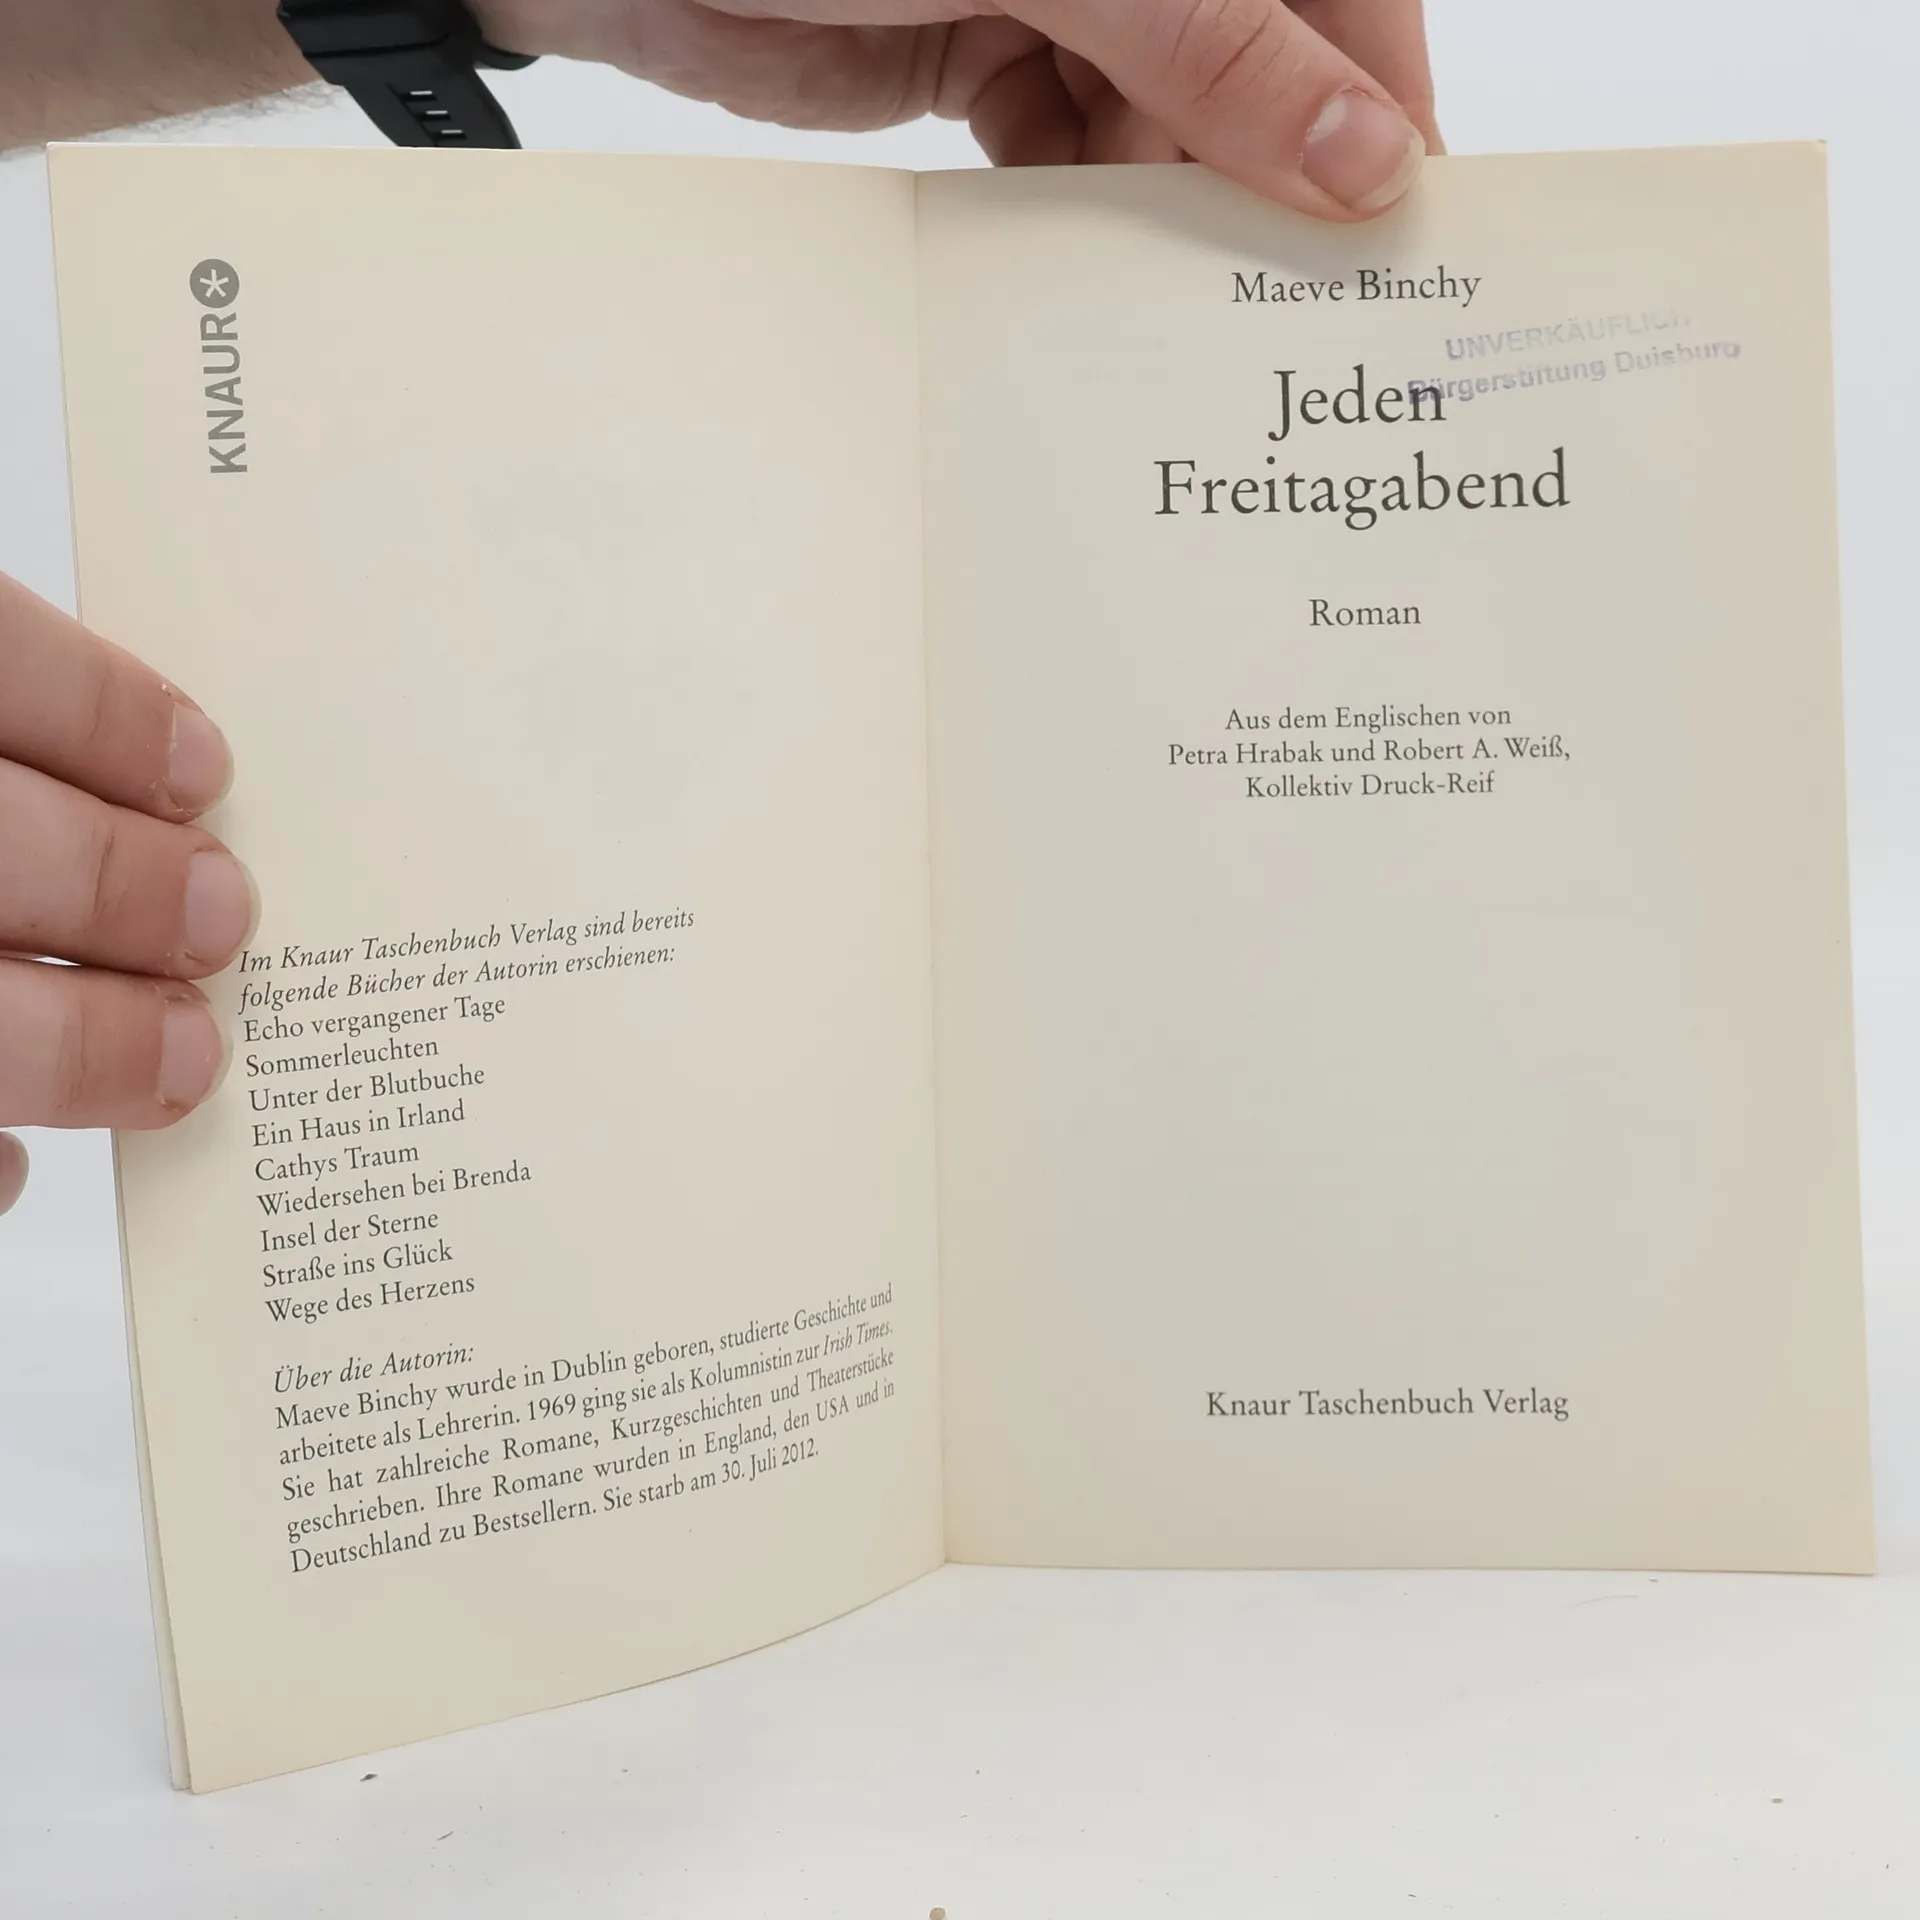 KNAUR
Im Knaur Taschenbuch Verlag sind bereits
folgende Bücher der Autorin erschienen:
Echo vergangener Tage
Sommerleuchten
Unter der Blutbuche
Ein Haus in Irland
Cathys Traum
Wiedersehen bei Brenda
Insel der Sterne
Straße ins Glück
Wege des Herzens
Über die Autorin:
Maeve Binchy wurde in Dublin geboren, studierte Geschichte und
arbeitete als Lehrerin. 1969 ging sie als Kolumnistin zur Irish Times.
Sie hat zahlreiche Romane, Kurzgeschichten und Theaterstücke
geschrieben. Ihre Romane wurden in England, den USA und in
Deutschland zu Bestsellern. Sie starb am 30. Juli 2012.
Maeve Binchy
UNVERKÄUFLICH
Bürgerstiftung Duisburg
Jeden
Freitagabend
Roman
Aus dem Englischen von
Petra Hrabak und Robert A. Weiß,
Kollektiv Druck-Reif
Knaur Taschenbuch Verlag